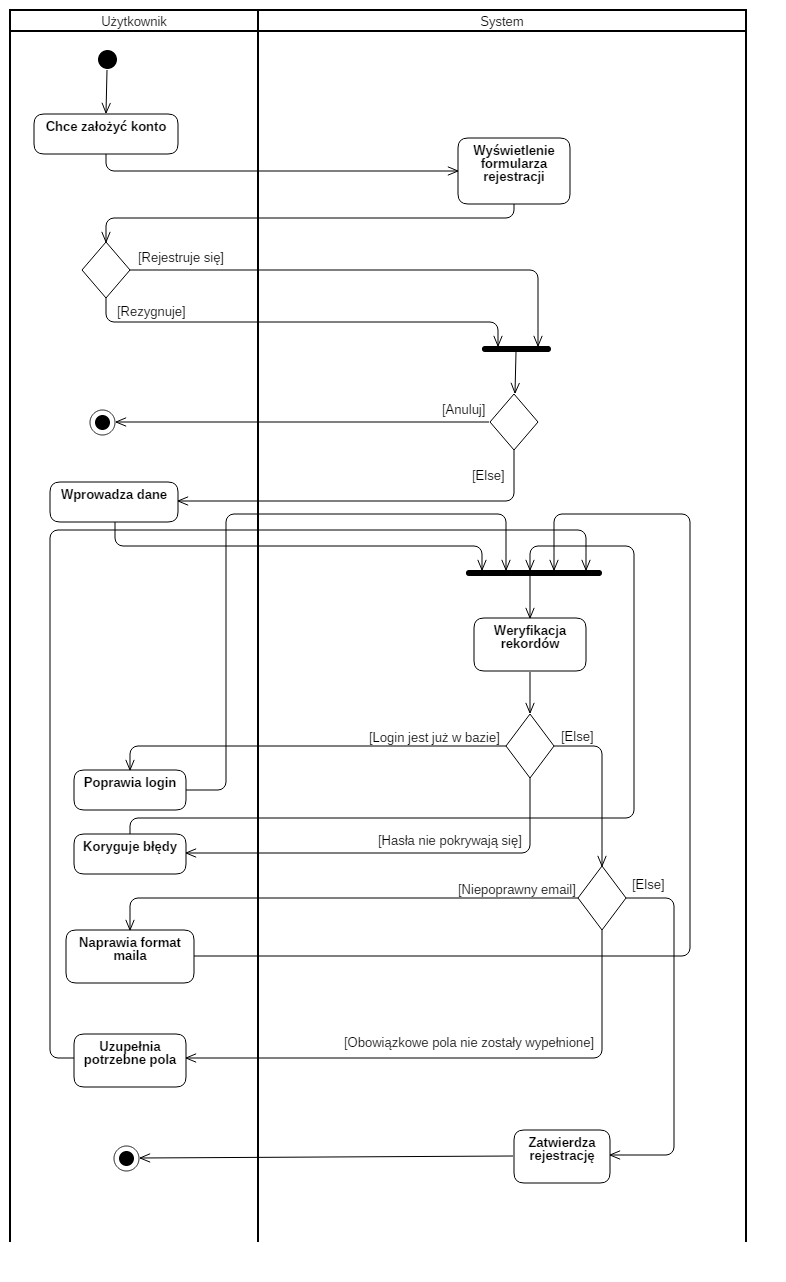 Użytkownik
System
Chce założyć konto
Wyświetlenie
formularza
rejestracji
[Rejestruje się]
[Rezygnuje]
[Anuluj]
[Else]
Wprowadza dane
Weryfikacja
rekordów
[Login jest już w bazie]
[Else]
Poprawia login
[Hasła nie pokrywają się]
Koryguje błędy
[Niepoprawny email]
[Else]
Naprawia format
maila
[Obowiązkowe pola nie zostały wypełnione]
Uzupełnia
potrzebne pola
Zatwierdza
rejestrację